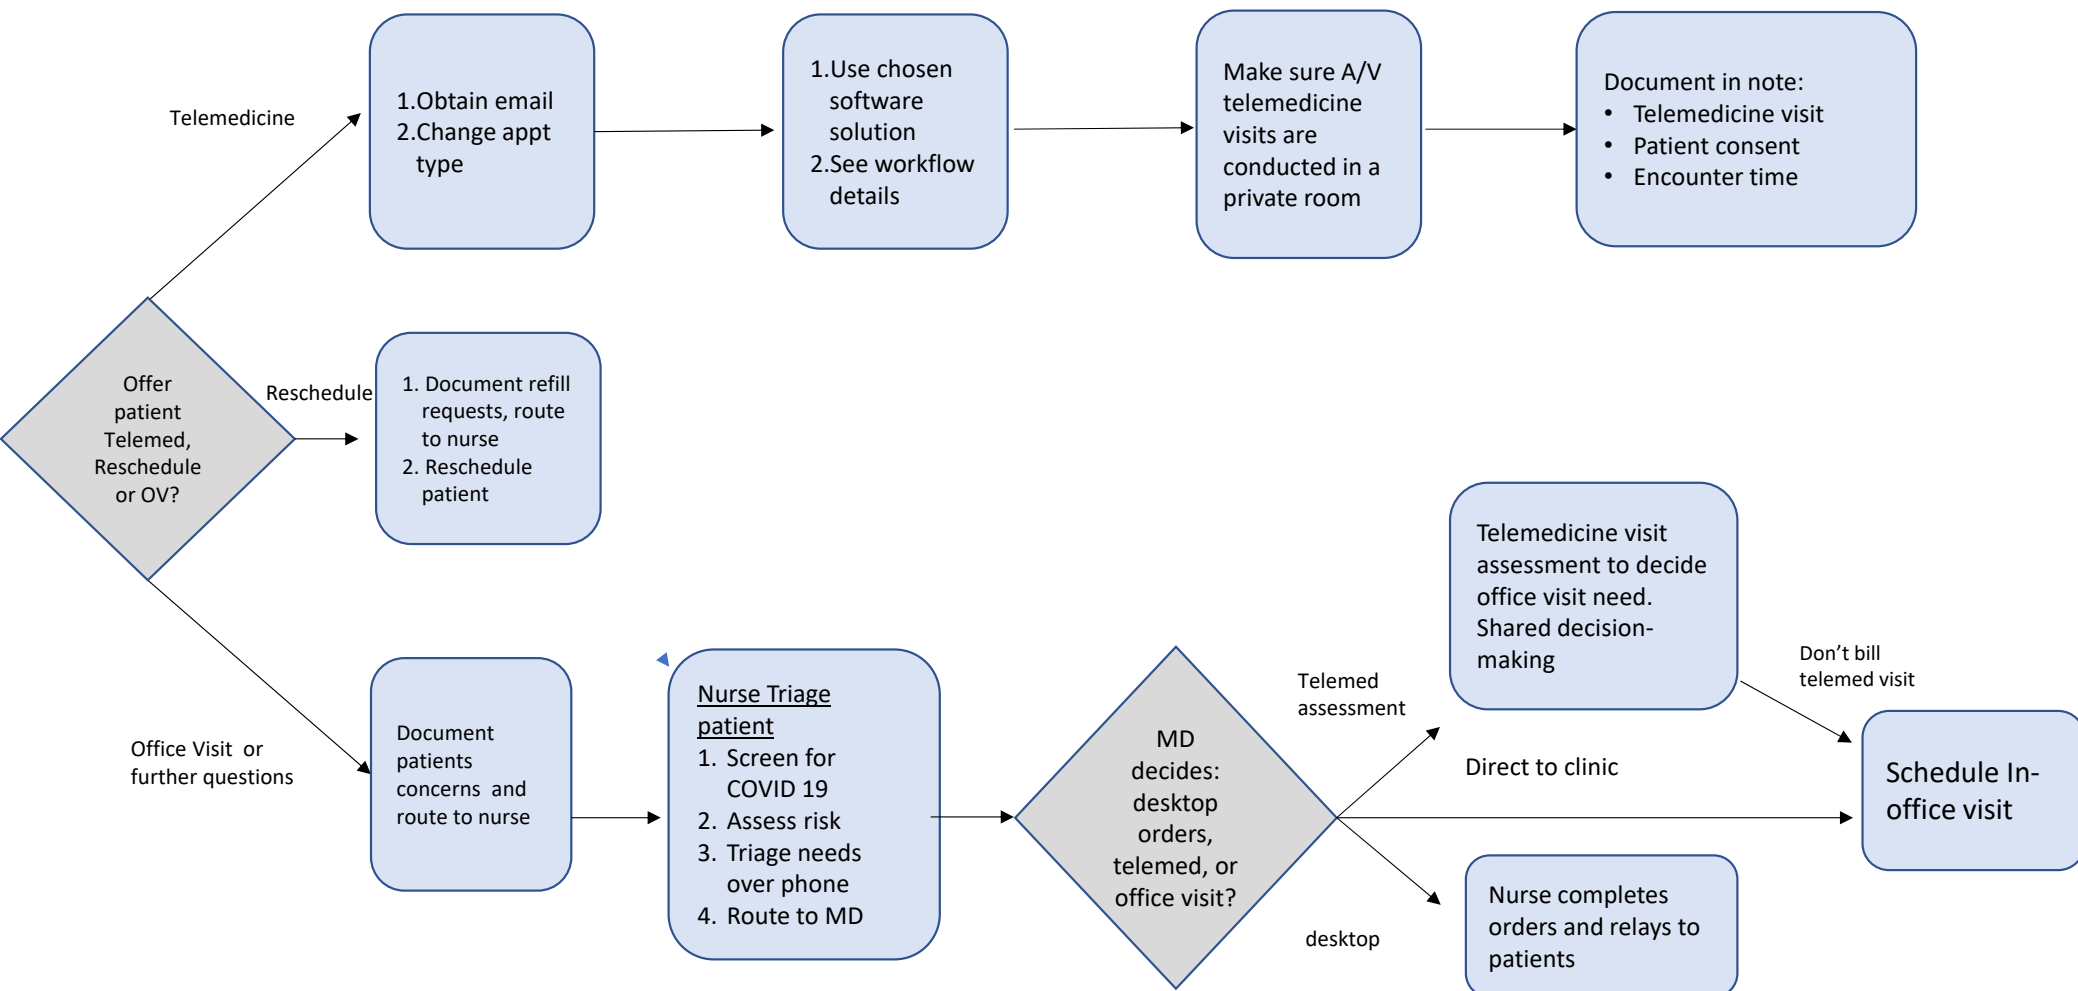 Telemedicine
1.Obtain email
2.Change appt
type
1.Use chosen
software
solution
2.See workflow
details
Make sure A/V
telemedicine
visits are
conducted in a
private room
Document in note:
• Telemedicine visit
• Patient consent
• Encounter time
Offer
patient
Telemed,
Reschedule
or OV?
Reschedule
1. Document refill
requests, route
to nurse
2. Reschedule
patient
Office Visit or
further questions
Document
patients
concerns and
route to nurse
Nurse Triage
patient
1. Screen for
COVID 19
2. Assess risk
3. Triage needs
over phone
4. Route to MD
MD
decides:
desktop
orders,
telemed, or
office visit?
Telemed
assessment
Telemedicine visit
assessment to decide
office visit need.
Shared decision-
making
Don’t bill
telemed visit
Direct to clinic
Schedule In-
office visit
desktop
Nurse completes
orders and relays to
patients